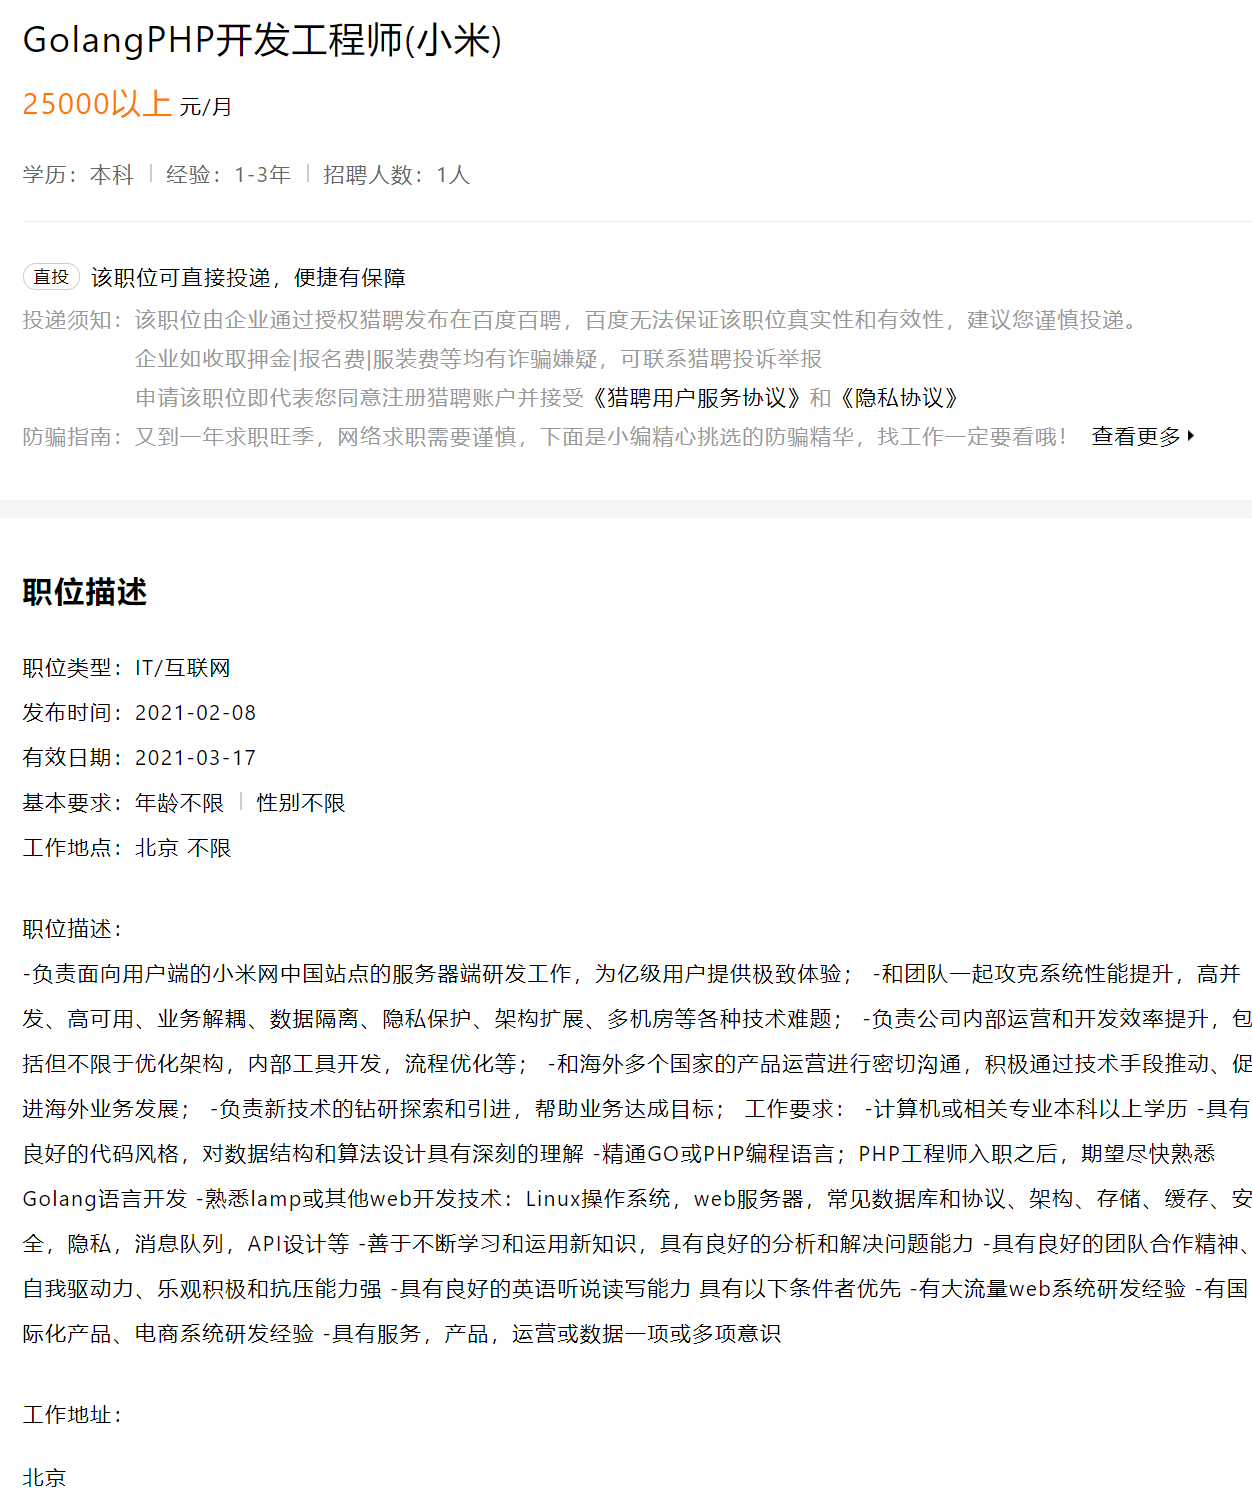 GolangPHP开发工程师(小米)
25000以上 元/月
学历：本科 | 经验：1-3年 | 招聘人数：1人
直投 该职位可直接投递，便捷有保障
投递须知：该职位由企业通过授权猎聘发布在百度百聘，百度无法保证该职位真实性和有效性，建议您谨慎投递。
企业如收取押金|报名费|服装费等均有诈骗嫌疑，可联系猎聘投诉举报
申请该职位即代表您同意注册猎聘账户并接受《猎聘用户服务协议》和《隐私协议》
防骗指南：又到一年求职旺季，网络求职需要谨慎，下面是小编精心挑选的防骗精华，找工作一定要看哦！ 查看更多
职位描述
职位类型：IT/互联网
发布时间：2021-02-08
有效日期：2021-03-17
基本要求：年龄不限 | 性别不限
工作地点：北京 不限
职位描述：
-负责面向用户端的小米网中国站点的服务器端研发工作，为亿级用户提供极致体验； -和团队一起攻克系统性能提升，高并
发、高可用、业务解耦、数据隔离、隐私保护、架构扩展、多机房等各种技术难题； -负责公司内部运营和开发效率提升，包
括但不限于优化架构，内部工具开发，流程优化等； -和海外多个国家的产品运营进行密切沟通，积极通过技术手段推动、促
进海外业务发展； -负责新技术的钻研探索和引进，帮助业务达成目标； 工作要求： -计算机或相关专业本科以上学历 -具有
良好的代码风格，对数据结构和算法设计具有深刻的理解 -精通GO或PHP编程语言；PHP工程师入职之后，期望尽快熟悉
Golang语言开发 -熟悉lamp或其他web开发技术：Linux操作系统，web服务器，常见数据库和协议、架构、存储、缓存、安
全，隐私，消息队列，API设计等 -善于不断学习和运用新知识，具有良好的分析和解决问题能力 -具有良好的团队合作精神、
自我驱动力、乐观积极和抗压能力强 -具有良好的英语听说读写能力 具有以下条件者优先 -有大流量web系统研发经验 -有国
际化产品、电商系统研发经验 -具有服务，产品，运营或数据一项或多项意识
工作地址：
北京